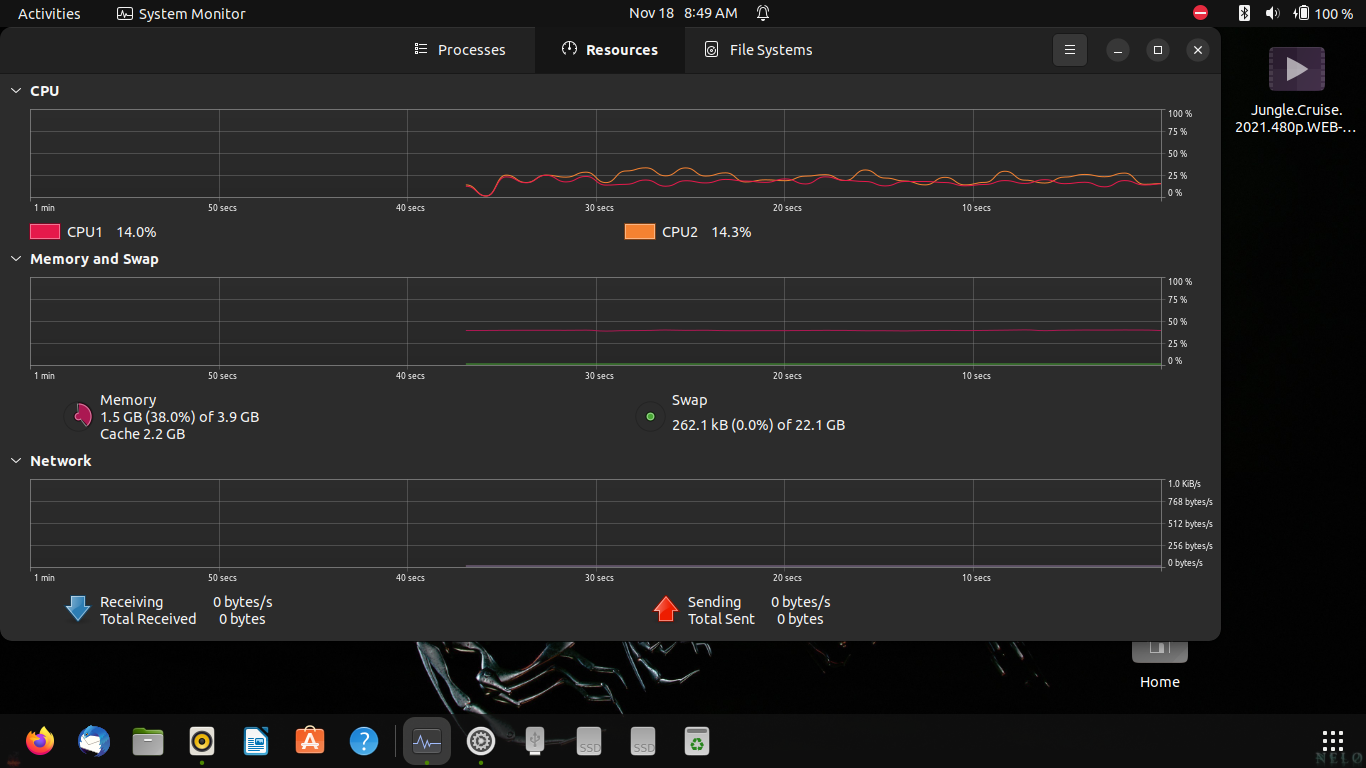 Activities System Monitor Nov 18 8:49 AM 100 %
Processes Resources File Systems
Jungle.Cruise.
2021.480p.WEB-...
CPU
100 %
75 %
50 %
25 %
0 %
1 min 50 secs 40 secs 30 secs 20 secs 10 secs
CPU1 14.0% CPU2 14.3%
Memory and Swap
100 %
75 %
50 %
25 %
0 %
1 min 50 secs 40 secs 30 secs 20 secs 10 secs
Memory
1.5 GB (38.0%) of 3.9 GB
Cache 2.2 GB
Swap
262.1 kB (0.0%) of 22.1 GB
Network
1.0 KiB/s
768 bytes/s
512 bytes/s
256 bytes/s
0 bytes/s
1 min 50 secs 40 secs 30 secs 20 secs 10 secs
Receiving 0 bytes/s
Total Received 0 bytes
Sending 0 bytes/s
Total Sent 0 bytes
Home
SSD SSD
NELO